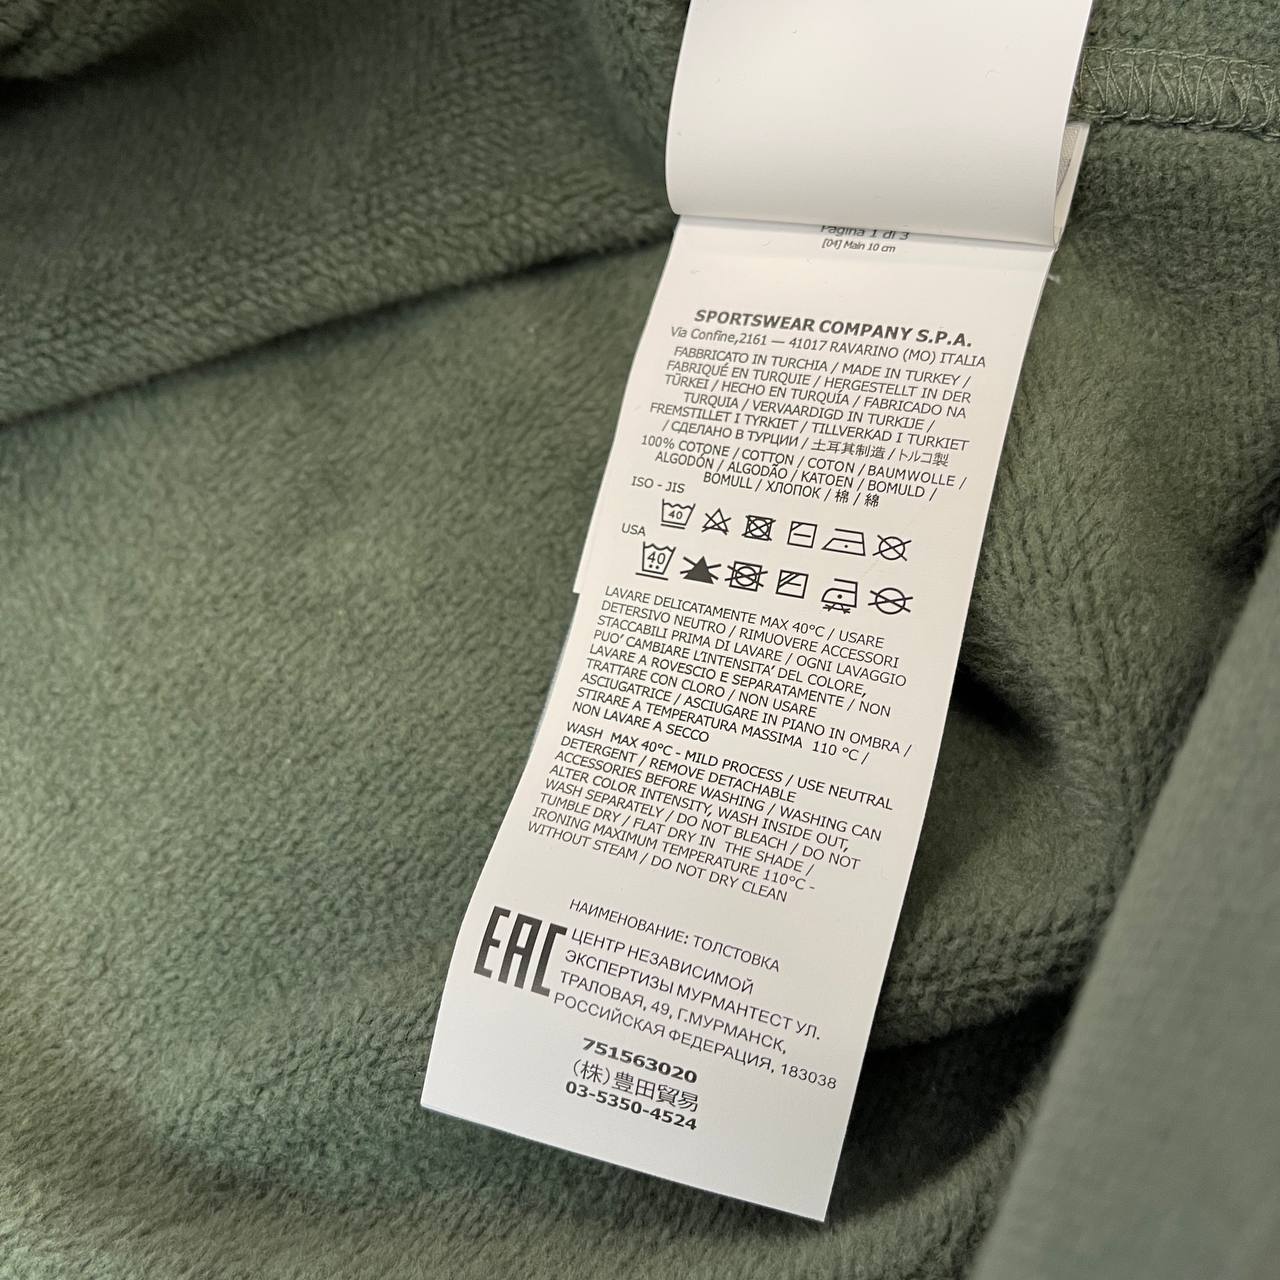 Pagina 1 di 3
[04] Main 10 cm
SPORTSWEAR COMPANY S.P.A.
Via Confine,2161 — 41017 RAVARINO (MO) ITALIA
FABBRICATO IN TURCHIA / MADE IN TURKEY /
FABRIQUÉ EN TURQUIE / HERGESTELLT IN DER
TÜRKEI / HECHO EN TURQUÍA / FABRICADO NA
TURQUIA / VERVAARDIGD IN TURKIJE /
FREMSTILLET I TYRKIET / TILLVERKAD I TURKIET
/ СДЕЛАНО В ТУРЦИИ / 土耳其制造 / トルコ製
100% COTONE / COTTON / COTON / BAUMWOLLE /
ALGODÓN / ALGODÃO / KATOEN / BOMULD /
BOMULL / ХЛОПОК / 棉 / 綿
ISO - JIS
40
USA
40
LAVARE DELICATAMENTE MAX 40°C / USARE
DETERSIVO NEUTRO / RIMUOVERE ACCESSORI
STACCABILI PRIMA DI LAVARE / OGNI LAVAGGIO
PUO' CAMBIARE L'INTENSITA' DEL COLORE,
LAVARE A ROVESCIO E SEPARATAMENTE / NON
TRATTARE CON CLORO / NON USARE
ASCIUGATRICE / ASCIUGARE IN PIANO IN OMBRA /
STIRARE A TEMPERATURA MASSIMA 110 °C /
NON LAVARE A SECCO
WASH MAX 40°C - MILD PROCESS / USE NEUTRAL
DETERGENT / REMOVE DETACHABLE
ACCESSORIES BEFORE WASHING / WASHING CAN
ALTER COLOR INTENSITY, WASH INSIDE OUT,
WASH SEPARATELY / DO NOT BLEACH / DO NOT
TUMBLE DRY / FLAT DRY IN THE SHADE /
IRONING MAXIMUM TEMPERATURE 110°C -
WITHOUT STEAM / DO NOT DRY CLEAN
НАИМЕНОВАНИЕ: ТОЛСТОВКА
EAC
ЦЕНТР НЕЗАВИСИМОЙ
ЭКСПЕРТИЗЫ МУРМАНТЕСТ УЛ.
ТРАЛОВАЯ, 49, Г.МУРМАНСК,
РОССИЙСКАЯ ФЕДЕРАЦИЯ, 183038
751563020
(株)豊田貿易
03-5350-4524